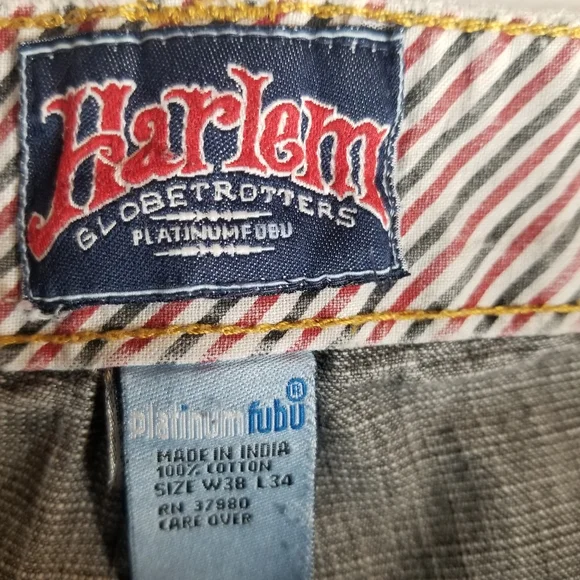 Harlem
GLOBETROTTERS
PLATINUMFUBU
platinumfubu®
MADE IN INDIA
100% COTTON
SIZE W38 L34
RN 37980
CARE OVER